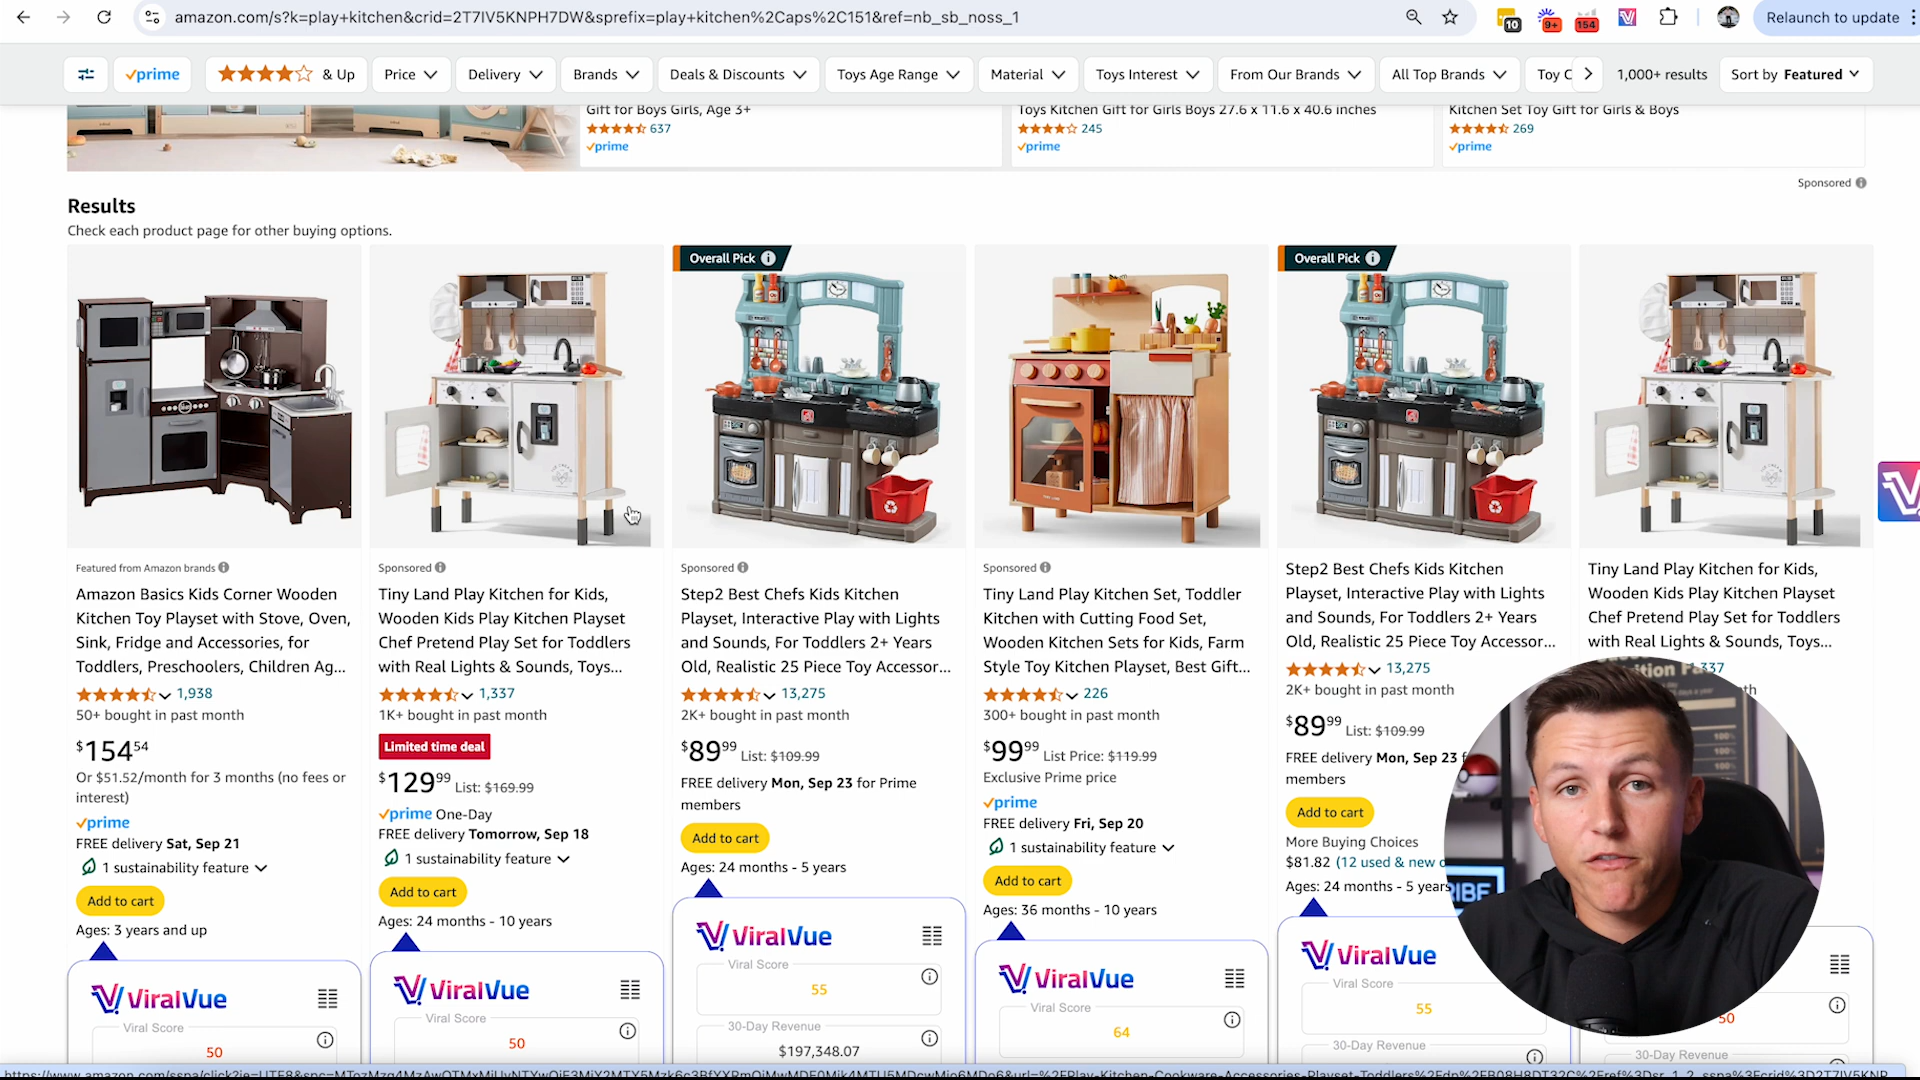 amazon.com/s?k=play+kitchen&crid=2T7IV5KNPH7DW&sprefix=play+kitchen%2Caps%2C151&ref=nb_sb_noss_1
10
9+
154
Relaunch to update
prime
& Up
Price
Delivery
Brands
Deals & Discounts
Toys Age Range
Material
Toys Interest
From Our Brands
All Top Brands
Toy C
1,000+ results
Sort by Featured
Gift for Boys Girls, Age 3+
637
prime
Toys Kitchen Gift for Girls Boys 27.6 x 11.6 x 40.6 inches
245
prime
Kitchen Set Toy Gift for Girls & Boys
269
prime
Sponsored
Results
Check each product page for other buying options.
Featured from Amazon brands
Amazon Basics Kids Corner Wooden
Kitchen Toy Playset with Stove, Oven,
Sink, Fridge and Accessories, for
Toddlers, Preschoolers, Children Ag...
1,938
50+ bought in past month
$154.54
Or $51.52/month for 3 months (no fees or
interest)
prime
FREE delivery Sat, Sep 21
1 sustainability feature
Add to cart
Ages: 3 years and up
ViralVue
Viral Score
50
Sponsored
Tiny Land Play Kitchen for Kids,
Wooden Kids Play Kitchen Playset
Chef Pretend Play Set for Toddlers
with Real Lights & Sounds, Toys...
1,337
1K+ bought in past month
Limited time deal
$129.99 List: $169.99
prime One-Day
FREE delivery Tomorrow, Sep 18
1 sustainability feature
Add to cart
Ages: 24 months - 10 years
ViralVue
Viral Score
50
Overall Pick
Sponsored
Step2 Best Chefs Kids Kitchen
Playset, Interactive Play with Lights
and Sounds, For Toddlers 2+ Years
Old, Realistic 25 Piece Toy Accessor...
13,275
2K+ bought in past month
$89.99 List: $109.99
FREE delivery Mon, Sep 23 for Prime
members
Add to cart
Ages: 24 months - 5 years
ViralVue
Viral Score
55
30-Day Revenue
$197,348.07
Sponsored
Tiny Land Play Kitchen Set, Toddler
Kitchen with Cutting Food Set,
Wooden Kitchen Sets for Kids, Farm
Style Toy Kitchen Playset, Best Gift...
226
300+ bought in past month
$99.99 List Price: $119.99
Exclusive Prime price
prime
FREE delivery Fri, Sep 20
1 sustainability feature
Add to cart
Ages: 36 months - 10 years
ViralVue
Viral Score
64
Overall Pick
Step2 Best Chefs Kids Kitchen
Playset, Interactive Play with Lights
and Sounds, For Toddlers 2+ Years
Old, Realistic 25 Piece Toy Accessor...
13,275
2K+ bought in past month
$89.99 List: $109.99
FREE delivery Mon, Sep 23 f
members
Add to cart
More Buying Choices
$81.82 (12 used & new o
Ages: 24 months - 5 years
ViralVue
Viral Score
55
30-Day Revenue
Tiny Land Play Kitchen for Kids,
Wooden Kids Play Kitchen Playset
Chef Pretend Play Set for Toddlers
with Real Lights & Sounds, Toys...
337
th
50
30-Day Revenue
ition Fa
100%
100%
IBE